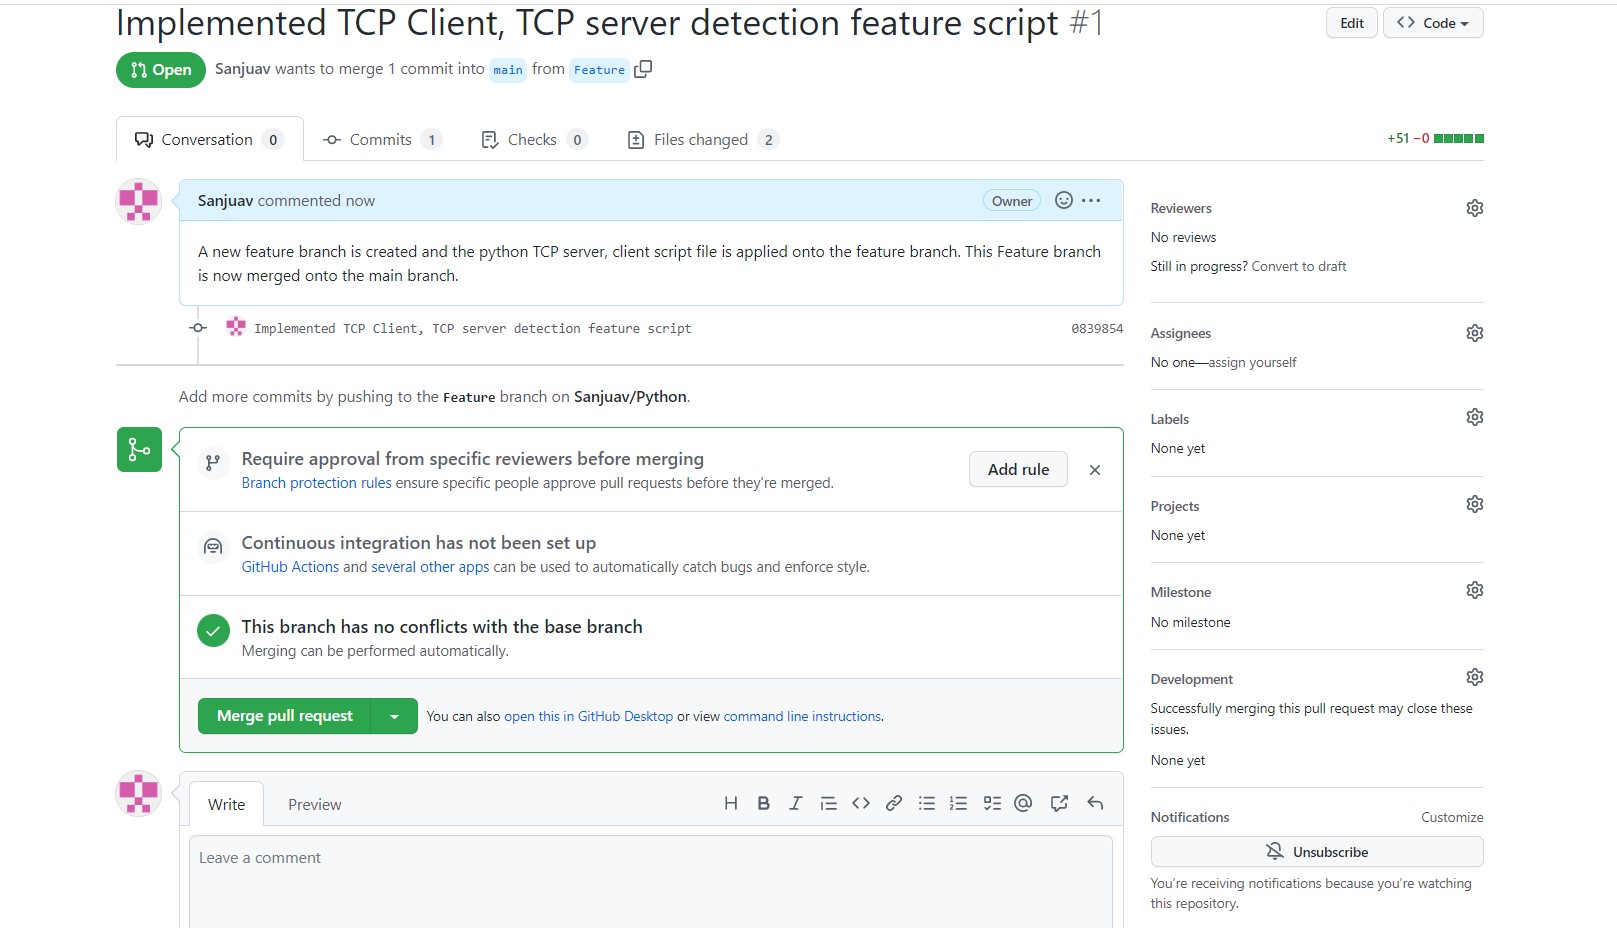 Implemented TCP Client, TCP server detection feature script #1
Edit
Code
Open
Sanjuav wants to merge 1 commit into main from Feature
Conversation 0
Commits 1
Checks 0
Files changed 2
+51 −0
Sanjuav commented now
Owner
A new feature branch is created and the python TCP server, client script file is applied onto the feature branch. This Feature branch
is now merged onto the main branch.
Implemented TCP Client, TCP server detection feature script
0839854
Add more commits by pushing to the Feature branch on Sanjuav/Python.
Require approval from specific reviewers before merging
Branch protection rules ensure specific people approve pull requests before they're merged.
Add rule
Continuous integration has not been set up
GitHub Actions and several other apps can be used to automatically catch bugs and enforce style.
This branch has no conflicts with the base branch
Merging can be performed automatically.
Merge pull request
You can also open this in GitHub Desktop or view command line instructions.
Write
Preview
Leave a comment
Reviewers
No reviews
Still in progress? Convert to draft
Assignees
No one—assign yourself
Labels
None yet
Projects
None yet
Milestone
No milestone
Development
Successfully merging this pull request may close these
issues.
None yet
Notifications
Customize
Unsubscribe
You're receiving notifications because you're watching
this repository.